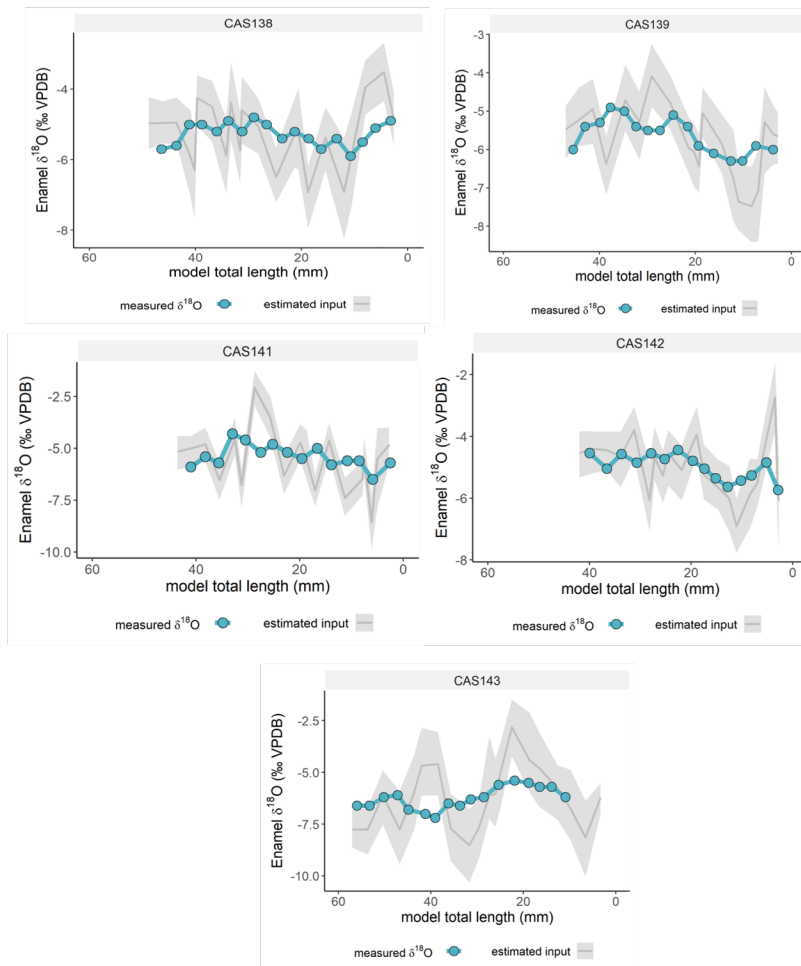 CAS138
-4
-6
-8
Enamel δ¹⁸O (‰ VPDB)
60
40
20
0
model total length (mm)
measured δ¹⁸O
estimated input
CAS139
-3
-4
-5
-6
-7
-8
Enamel δ¹⁸O (‰ VPDB)
60
40
20
0
model total length (mm)
measured δ¹⁸O
estimated input
CAS141
-2.5
-5.0
-7.5
-10.0
Enamel δ¹⁸O (‰ VPDB)
60
40
20
0
model total length (mm)
measured δ¹⁸O
estimated input
CAS142
-2
-4
-6
-8
Enamel δ¹⁸O (‰ VPDB)
60
40
20
0
model total length (mm)
measured δ¹⁸O
estimated input
CAS143
-2.5
-5.0
-7.5
-10.0
Enamel δ¹⁸O (‰ VPDB)
60
40
20
0
model total length (mm)
measured δ¹⁸O
estimated input